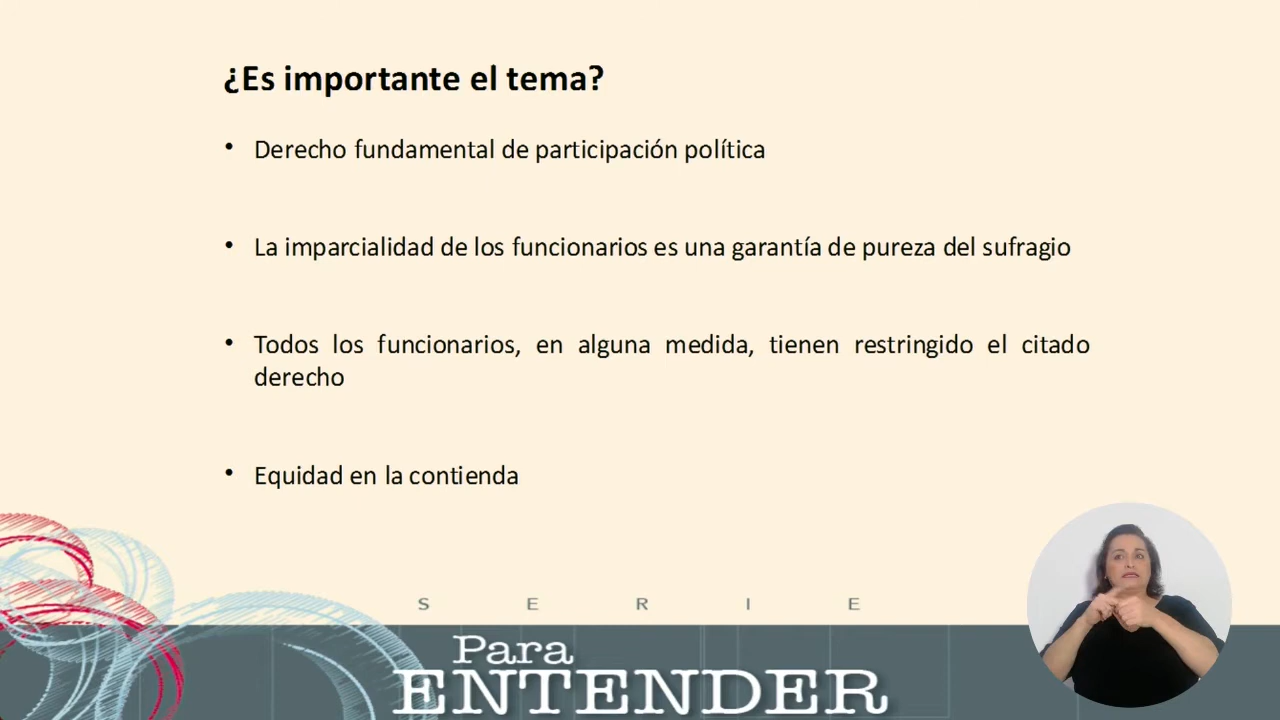 ¿Es importante el tema?
• Derecho fundamental de participación política
• La imparcialidad de los funcionarios es una garantía de pureza del sufragio
• Todos los funcionarios, en alguna medida, tienen restringido el citado
derecho
• Equidad en la contienda
S E R I E
Para
ENTENDER